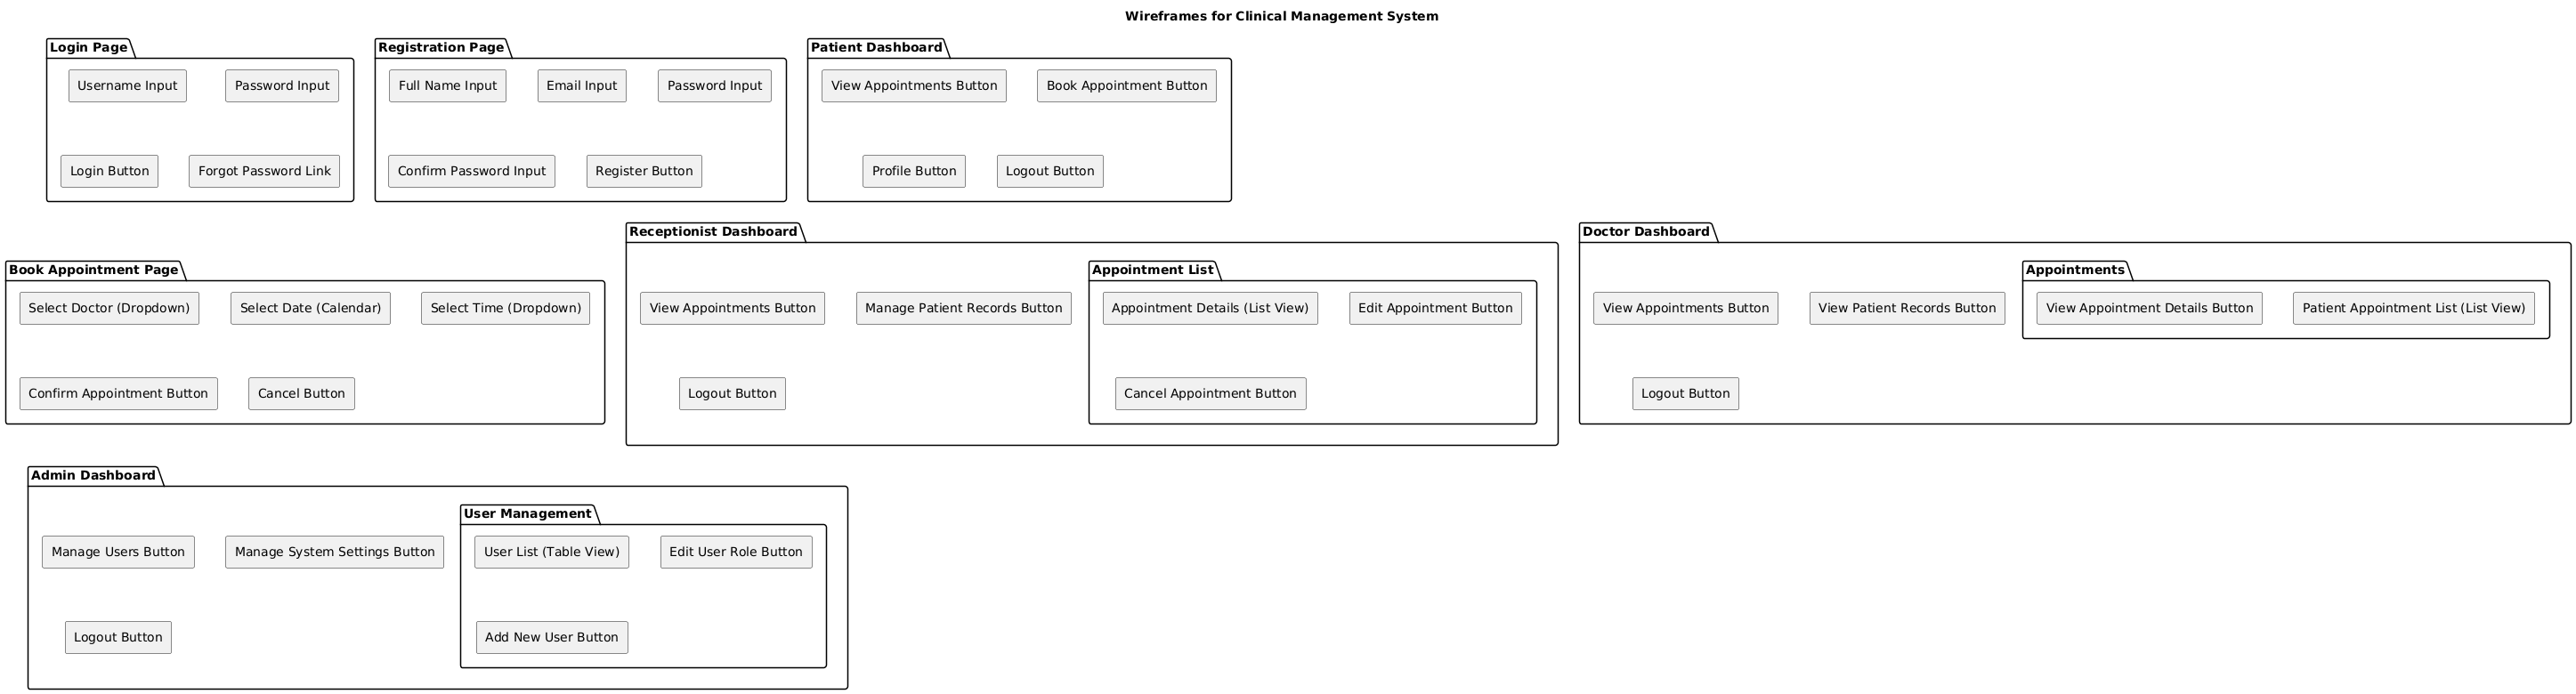 Wireframes for Clinical Management System
Login Page
Username Input
Password Input
Login Button
Forgot Password Link
Registration Page
Full Name Input
Email Input
Password Input
Confirm Password Input
Register Button
Patient Dashboard
View Appointments Button
Book Appointment Button
Profile Button
Logout Button
Book Appointment Page
Select Doctor (Dropdown)
Select Date (Calendar)
Select Time (Dropdown)
Confirm Appointment Button
Cancel Button
Receptionist Dashboard
View Appointments Button
Manage Patient Records Button
Logout Button
Appointment List
Appointment Details (List View)
Edit Appointment Button
Cancel Appointment Button
Doctor Dashboard
View Appointments Button
View Patient Records Button
Logout Button
Appointments
View Appointment Details Button
Patient Appointment List (List View)
Admin Dashboard
Manage Users Button
Manage System Settings Button
Logout Button
User Management
User List (Table View)
Edit User Role Button
Add New User Button